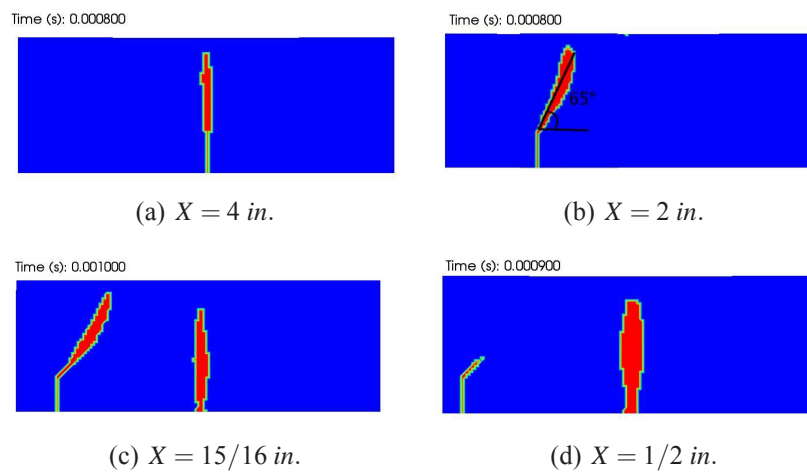 Time (s): 0.000800
Time (s): 0.000800
65°
(a) X = 4 in.
(b) X = 2 in.
Time (s): 0.001000
Time (s): 0.000900
(c) X = 15/16 in.
(d) X = 1/2 in.